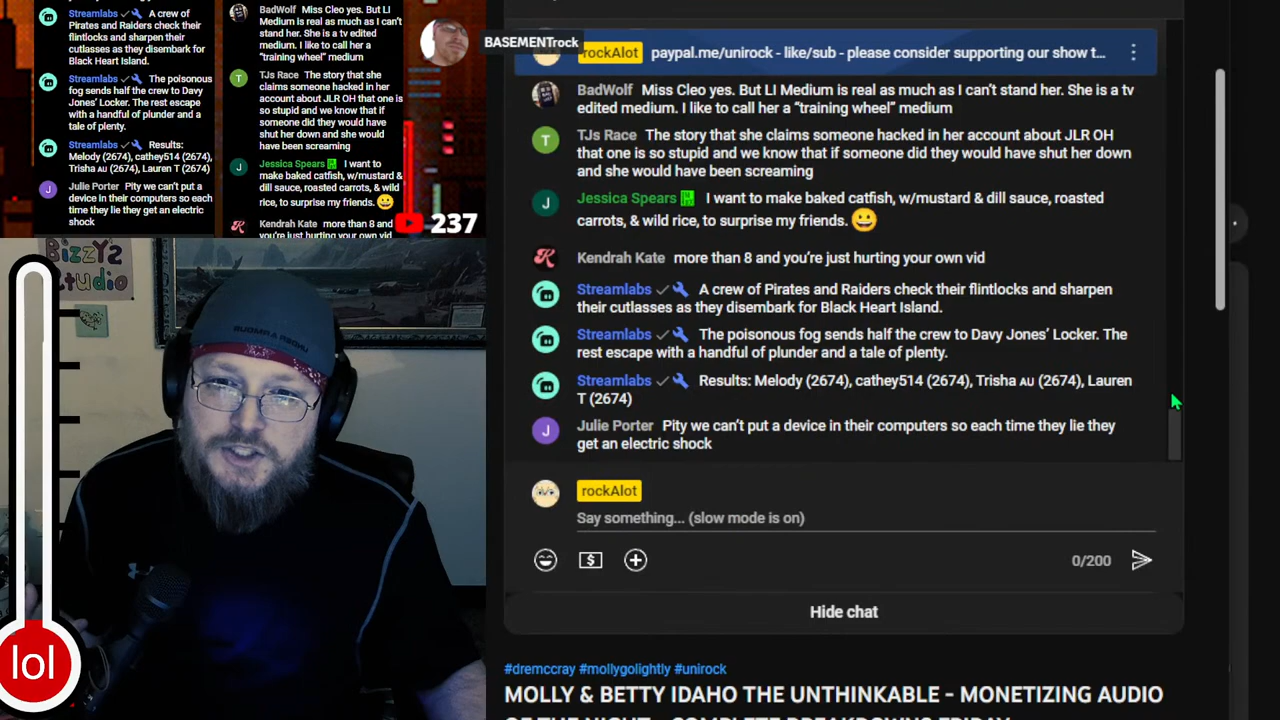 Streamlabs A crew of
Pirates and Raiders check their
flintlocks and sharpen their
cutlasses as they disembark for
Black Heart Island.
Streamlabs The poisonous
fog sends half the crew to Davy
Jones' Locker. The rest escape
with a handful of plunder and a
tale of plenty.
Streamlabs Results:
Melody (2674), cathey514 (2674),
Trisha AU (2674), Lauren T (2674)
J
Julie Porter Pity we can't put a
device in their computers so each
time they lie they get an electric
shock
BadWolf Miss Cleo yes. But LI
Medium is real as much as I can't
stand her. She is a tv edited
medium. I like to call her a
"training wheel" medium
T
TJs Race The story that she
claims someone hacked in her
account about JLR OH that one is
so stupid and we know that if
someone did they would have
shut her down and she would
have been screaming
J
Jessica Spears I want to
make baked catfish, w/mustard &
dill sauce, roasted carrots, & wild
rice, to surprise my friends.
Kendrah Kate more than 8 and
you're just hurting your own vid
BASEMENTrock
237
BizzY's
Studio
UNDER ARMOUR
lol
rockAlot paypal.me/unirock - like/sub - please consider supporting our show t...
BadWolf Miss Cleo yes. But LI Medium is real as much as I can't stand her. She is a tv
edited medium. I like to call her a "training wheel" medium
T
TJs Race The story that she claims someone hacked in her account about JLR OH
that one is so stupid and we know that if someone did they would have shut her down
and she would have been screaming
J
Jessica Spears I want to make baked catfish, w/mustard & dill sauce, roasted
carrots, & wild rice, to surprise my friends.
Kendrah Kate more than 8 and you're just hurting your own vid
Streamlabs A crew of Pirates and Raiders check their flintlocks and sharpen
their cutlasses as they disembark for Black Heart Island.
Streamlabs The poisonous fog sends half the crew to Davy Jones' Locker. The
rest escape with a handful of plunder and a tale of plenty.
Streamlabs Results: Melody (2674), cathey514 (2674), Trisha AU (2674), Lauren
T (2674)
J
Julie Porter Pity we can't put a device in their computers so each time they lie they
get an electric shock
rockAlot
Say something... (slow mode is on)
0/200
Hide chat
#dremccray #mollygolightly #unirock
MOLLY & BETTY IDAHO THE UNTHINKABLE - MONETIZING AUDIO
OF THE NIGHT - COMPLETE BREAKDOWNS FRIDAY